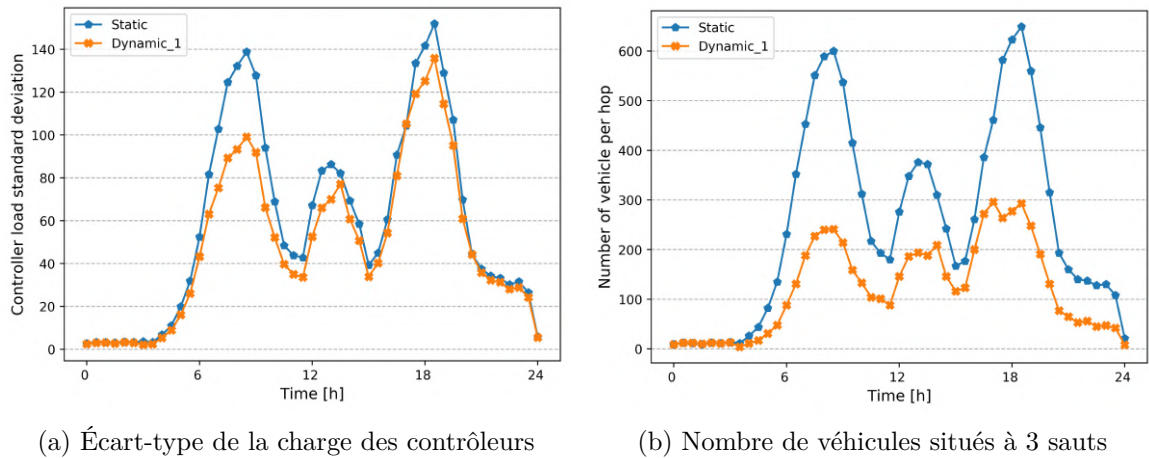 Static
Dynamic_1
Controller load standard deviation
140
120
100
80
60
40
20
0
0
6
12
18
24
Time [h]
(a) Écart-type de la charge des contrôleurs
Static
Dynamic_1
Number of vehicle per hop
600
500
400
300
200
100
0
0
6
12
18
24
Time [h]
(b) Nombre de véhicules situés à 3 sauts